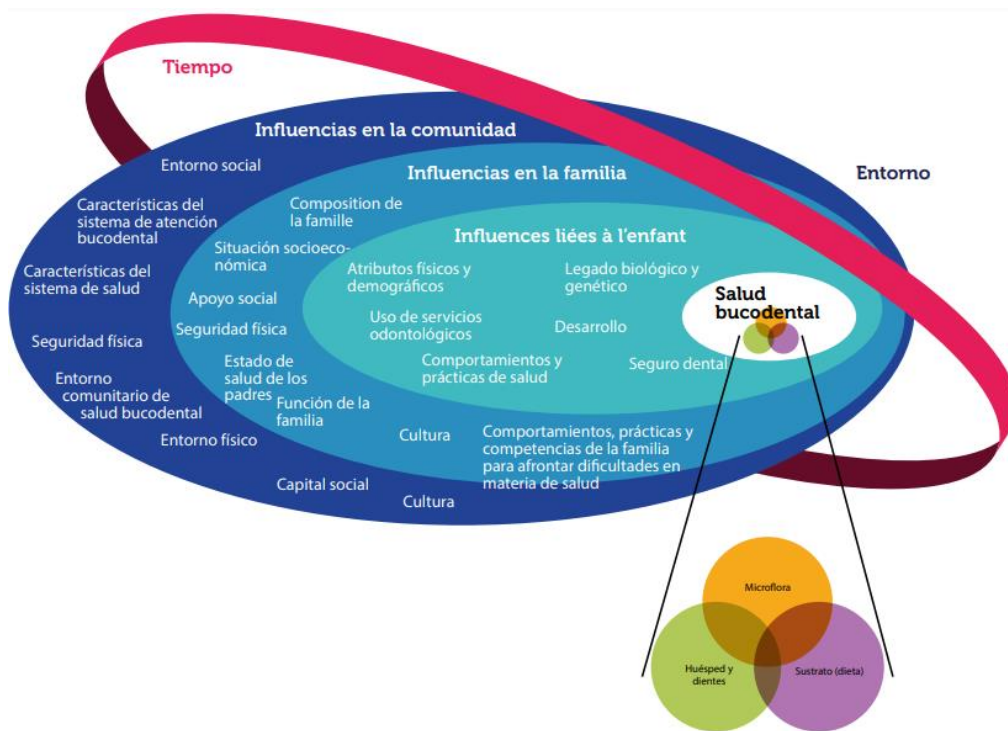 Tiempo
Influencias en la comunidad
Entorno social
Influencias en la familia
Entorno
Características del
sistema de atención
bucodental
Composition de
la famille
Influences liées à l'enfant
Situación socioeco-
nómica
Características del
sistema de salud
Atributos físicos y
demográficos
Legado biológico y
genético
Salud
bucodental
Apoyo social
Uso de servicios
odontológicos
Desarrollo
Seguridad física
Seguridad física
Comportamientos y
prácticas de salud
Seguro dental
Estado de
salud de los
padres
Entorno
comunitario de
salud bucodental
Función de la
familia
Entorno físico
Cultura
Comportamientos, prácticas y
competencias de la familia
para afrontar dificultades en
materia de salud
Capital social
Cultura
Microflora
Huésped y
dientes
Sustrato (dieta)